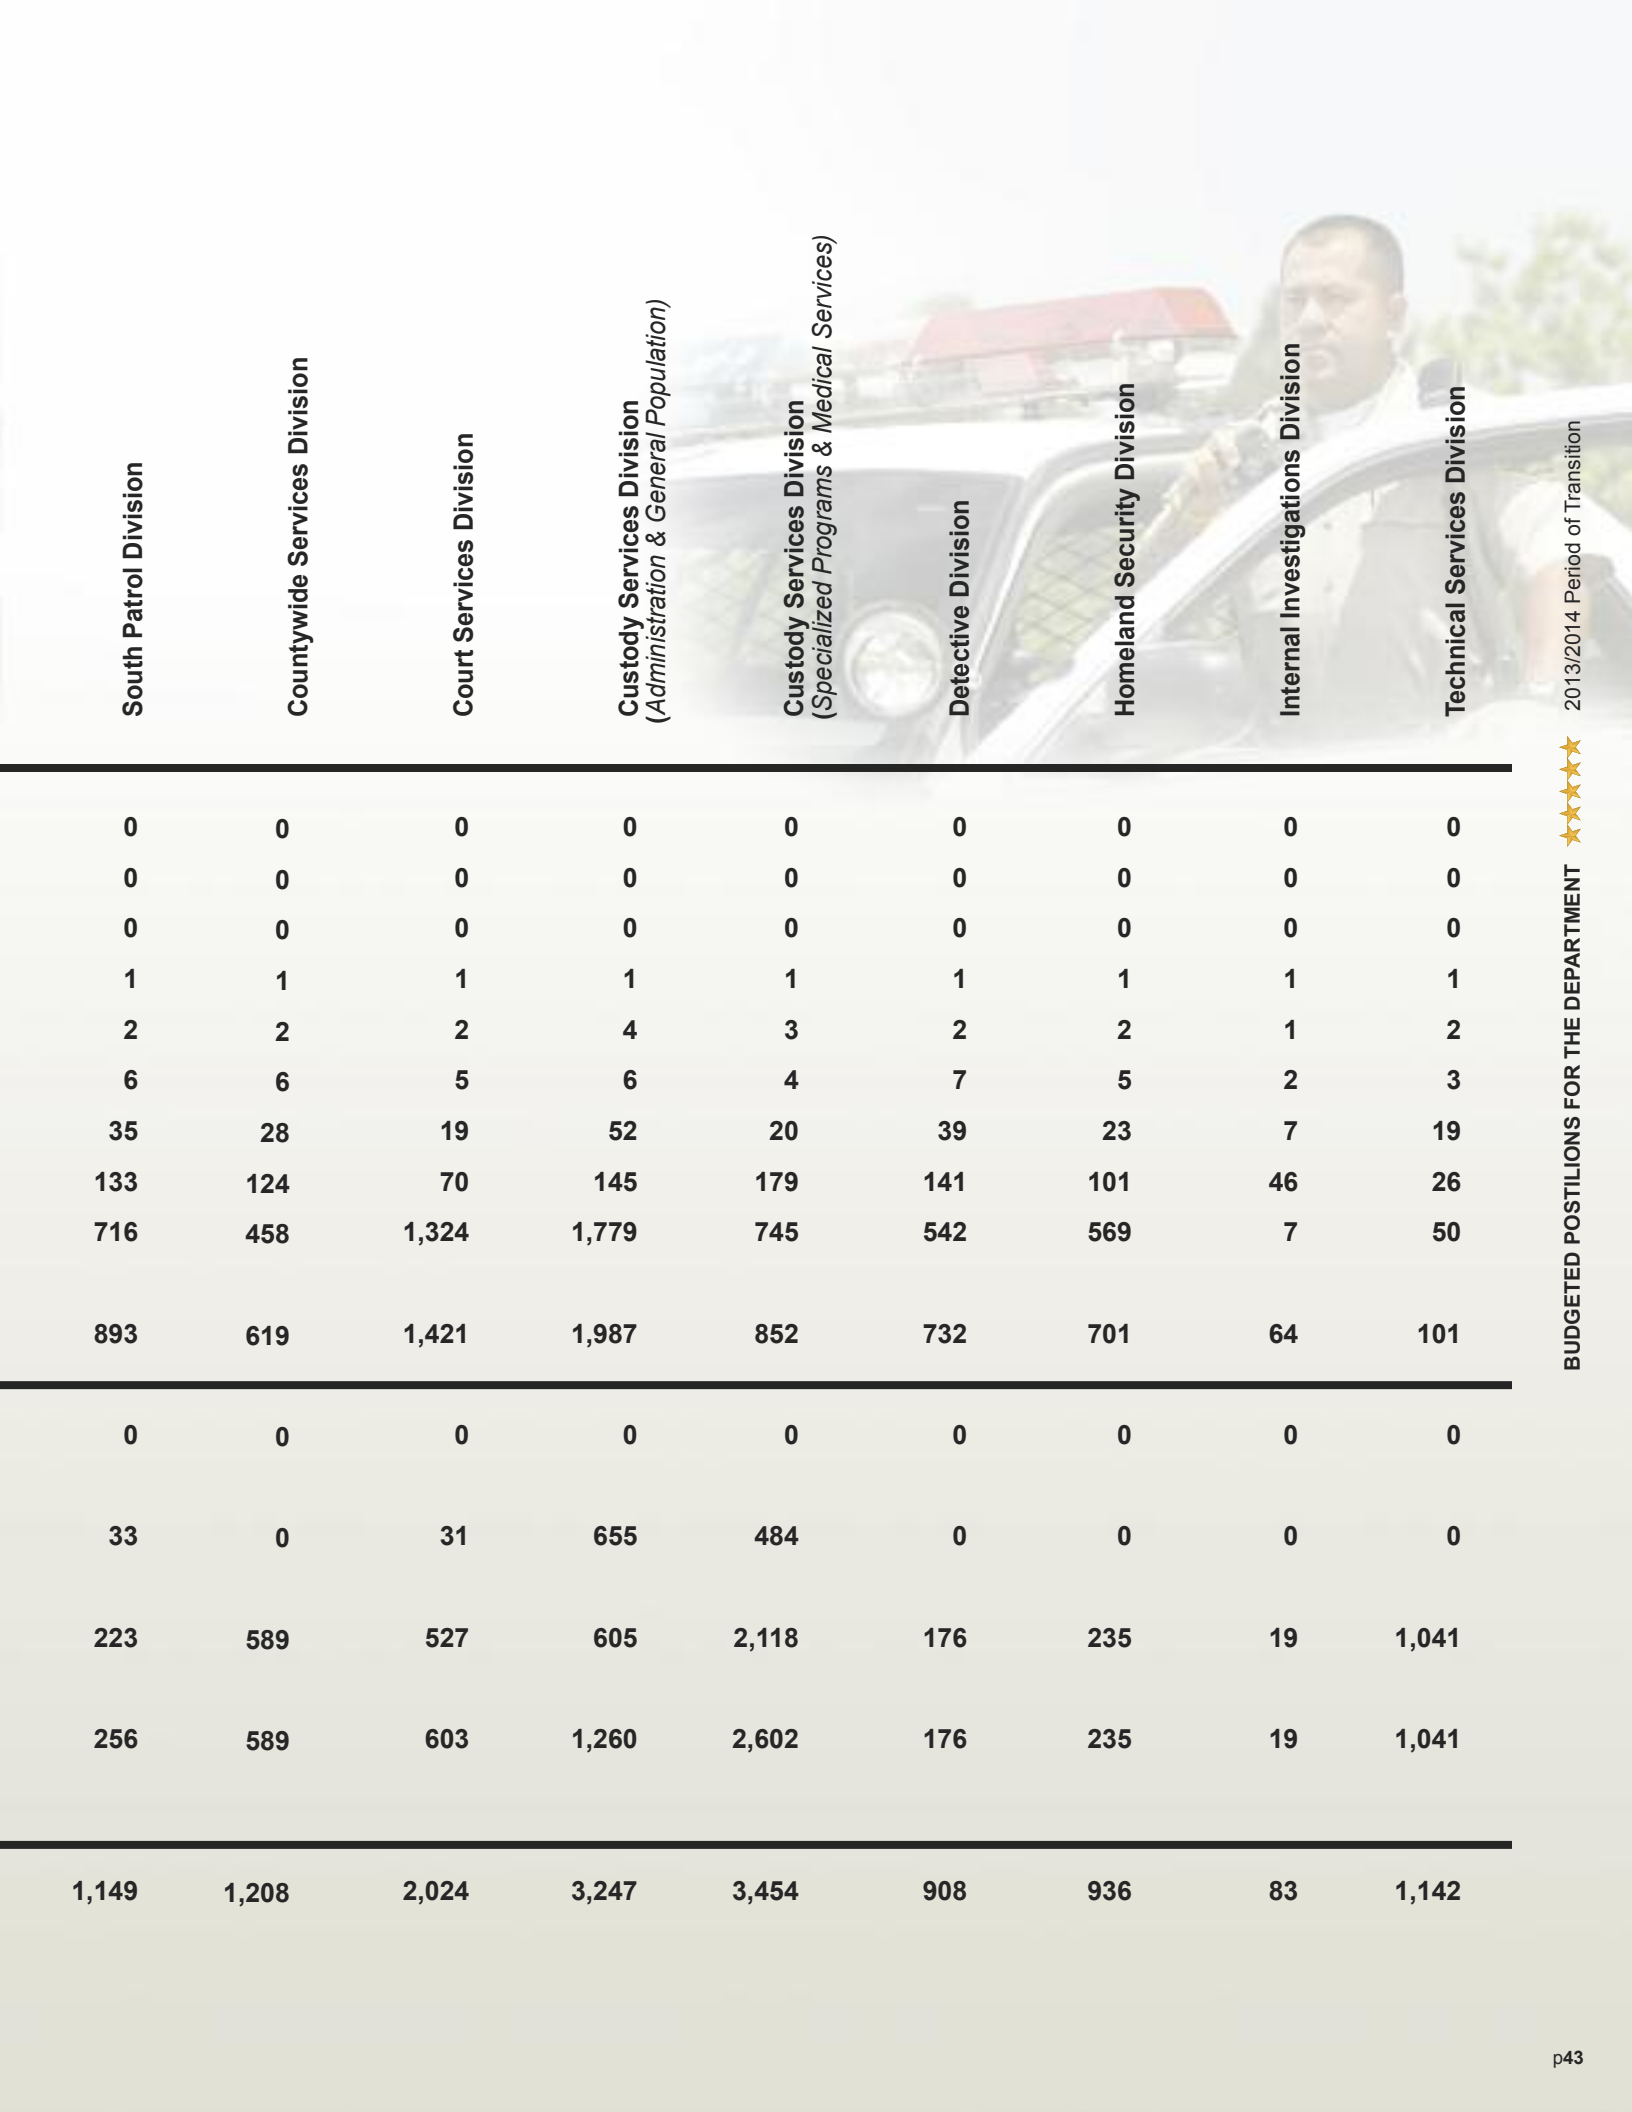 South Patrol Division
Countywide Services Division
Court Services Division
Custody Services Division
(Administration & General Population)
Custody Services Division
(Specialized Programs & Medical Services)
Detective Division
Homeland Security Division
Internal Investigations Division
Technical Services Division
0 0 0 0 0 0 0 0 0
0 0 0 0 0 0 0 0 0
0 0 0 0 0 0 0 0 0
1 1 1 1 1 1 1 1 1
2 2 2 4 3 2 2 1 2
6 6 5 6 4 7 5 2 3
35 28 19 52 20 39 23 7 19
133 124 70 145 179 141 101 46 26
716 458 1,324 1,779 745 542 569 7 50
893 619 1,421 1,987 852 732 701 64 101
0 0 0 0 0 0 0 0 0
33 0 31 655 484 0 0 0 0
223 589 527 605 2,118 176 235 19 1,041
256 589 603 1,260 2,602 176 235 19 1,041
1,149 1,208 2,024 3,247 3,454 908 936 83 1,142
BUDGETED POSTILIONS FOR THE DEPARTMENT 2013/2014 Period of Transition
p43